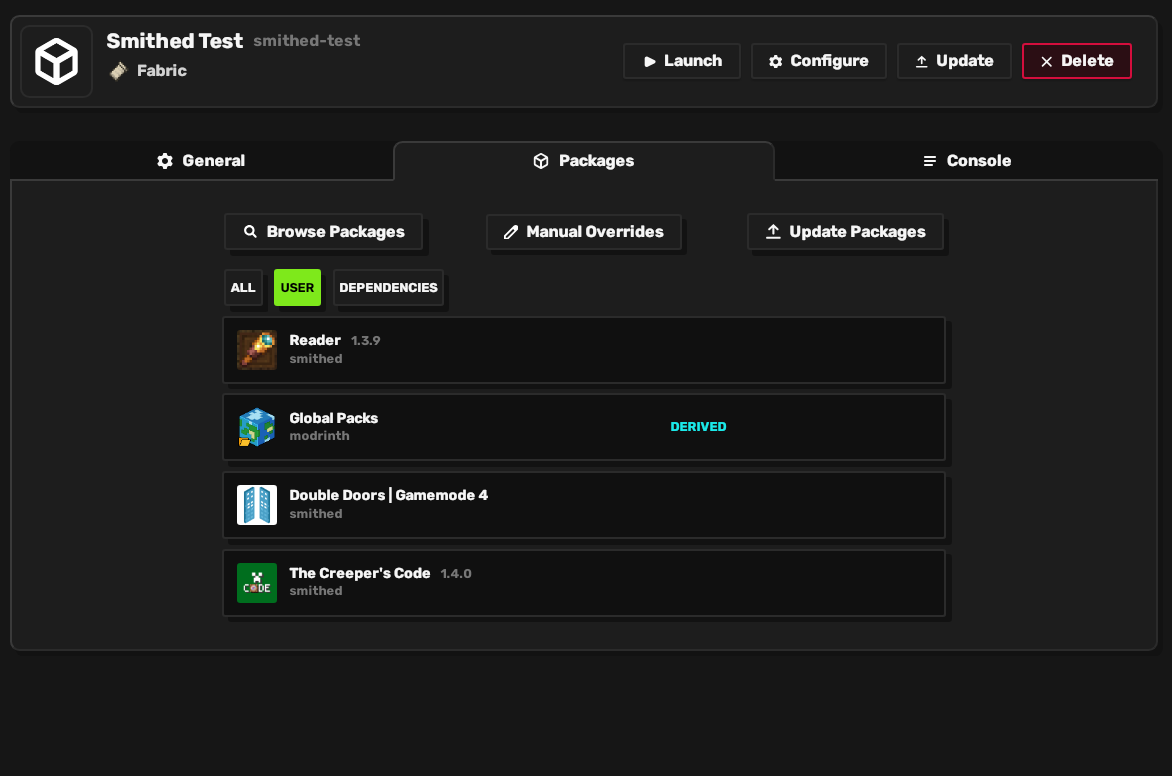 Smithed Test smithed-test
Fabric
Launch Configure Update Delete
General Packages Console
Browse Packages Manual Overrides Update Packages
ALL USER DEPENDENCIES
Reader 1.3.9
smithed
Global Packs
modrinth
DERIVED
Double Doors | Gamemode 4
smithed
CODE
The Creeper's Code 1.4.0
smithed